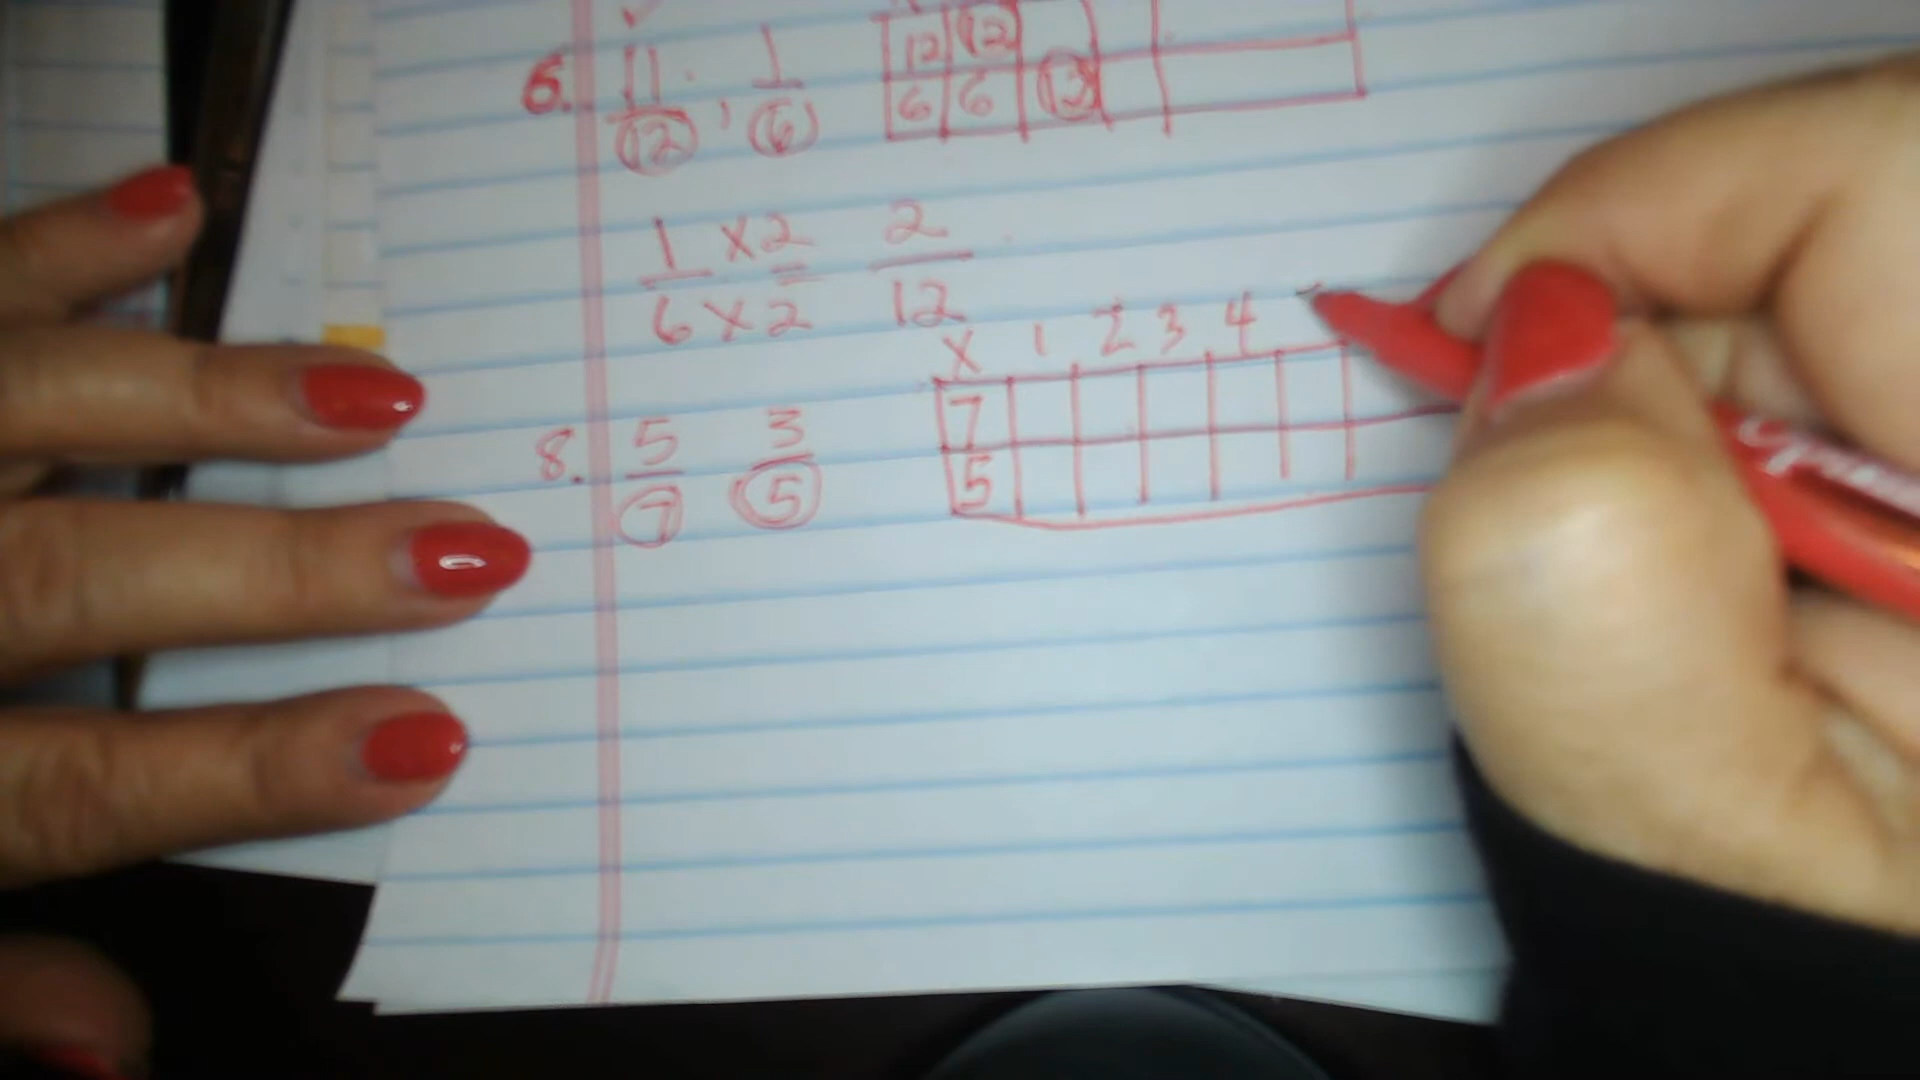 6. 11/12, 1/6
12 12
6 6 12
1 x 2 = 2
6 x 2 12
x 1 2 3 4
8. 5/7 3/5
7
5